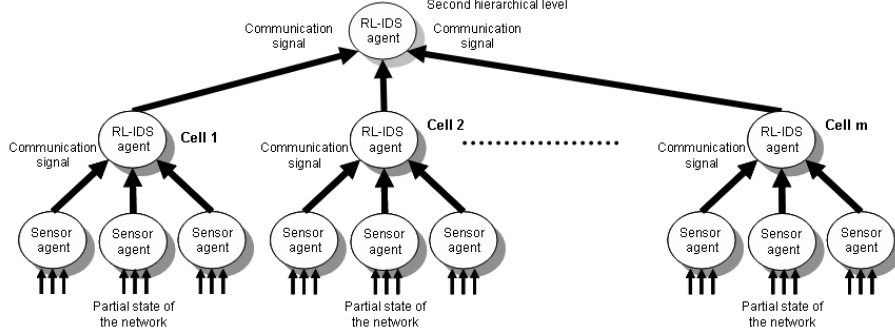 Second hierarchical level
Communication
signal
RL-IDS
agent
Communication
signal
RL-IDS
agent
Cell 1
RL-IDS
agent
Cell 2
RL-IDS
agent
Cell m
Communication
signal
Communication
signal
Communication
signal
Sensor
agent
Sensor
agent
Sensor
agent
Sensor
agent
Sensor
agent
Sensor
agent
Sensor
agent
Sensor
agent
Sensor
agent
Partial state of
the network
Partial state of
the network
Partial state of
the network